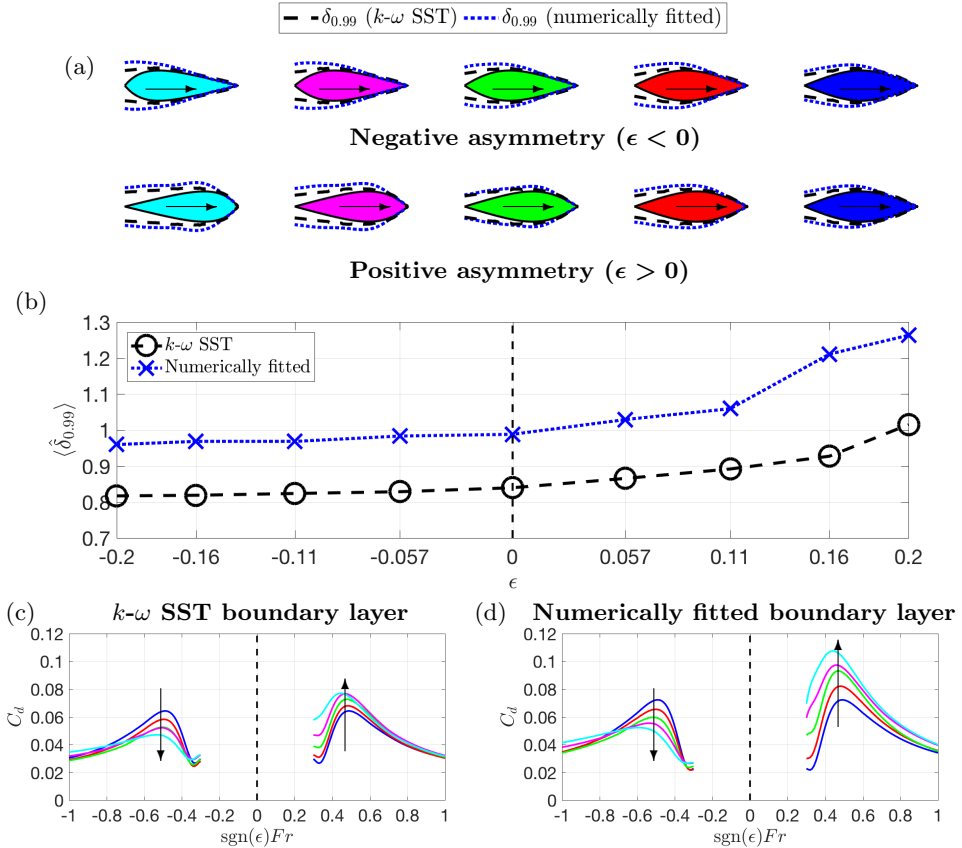 δ0.99 (k-ω SST) δ0.99 (numerically fitted)
(a)
Negative asymmetry (ϵ < 0)
Positive asymmetry (ϵ > 0)
(b)
1.3
1.2
1.1
1
0.9
0.8
0.7
⟨δ̂0.99⟩
k-ω SST
Numerically fitted
-0.2 -0.16 -0.11 -0.057 0 0.057 0.11 0.16 0.2
ϵ
(c) k-ω SST boundary layer
0.12
0.1
0.08
0.06
0.04
0.02
0
C_d
-1 -0.8 -0.6 -0.4 -0.2 0 0.2 0.4 0.6 0.8 1
sgn(ϵ)Fr
(d) Numerically fitted boundary layer
0.12
0.1
0.08
0.06
0.04
0.02
0
C_d
-1 -0.8 -0.6 -0.4 -0.2 0 0.2 0.4 0.6 0.8 1
sgn(ϵ)Fr